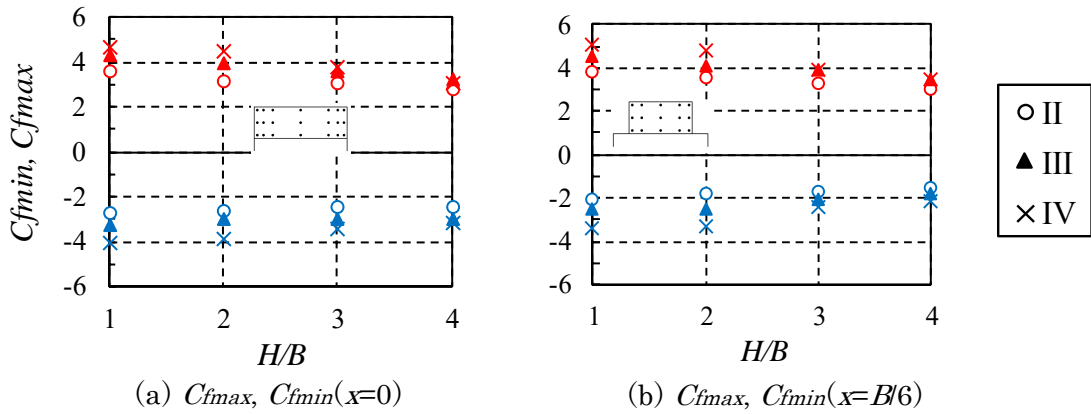 Cfmin, Cfmax
6
4
2
0
-2
-4
-6
1 2 3 4
H/B
(a) Cfmax, Cfmin(x=0)
6
4
2
0
-2
-4
-6
1 2 3 4
H/B
(b) Cfmax, Cfmin(x=B/6)
II
III
IV